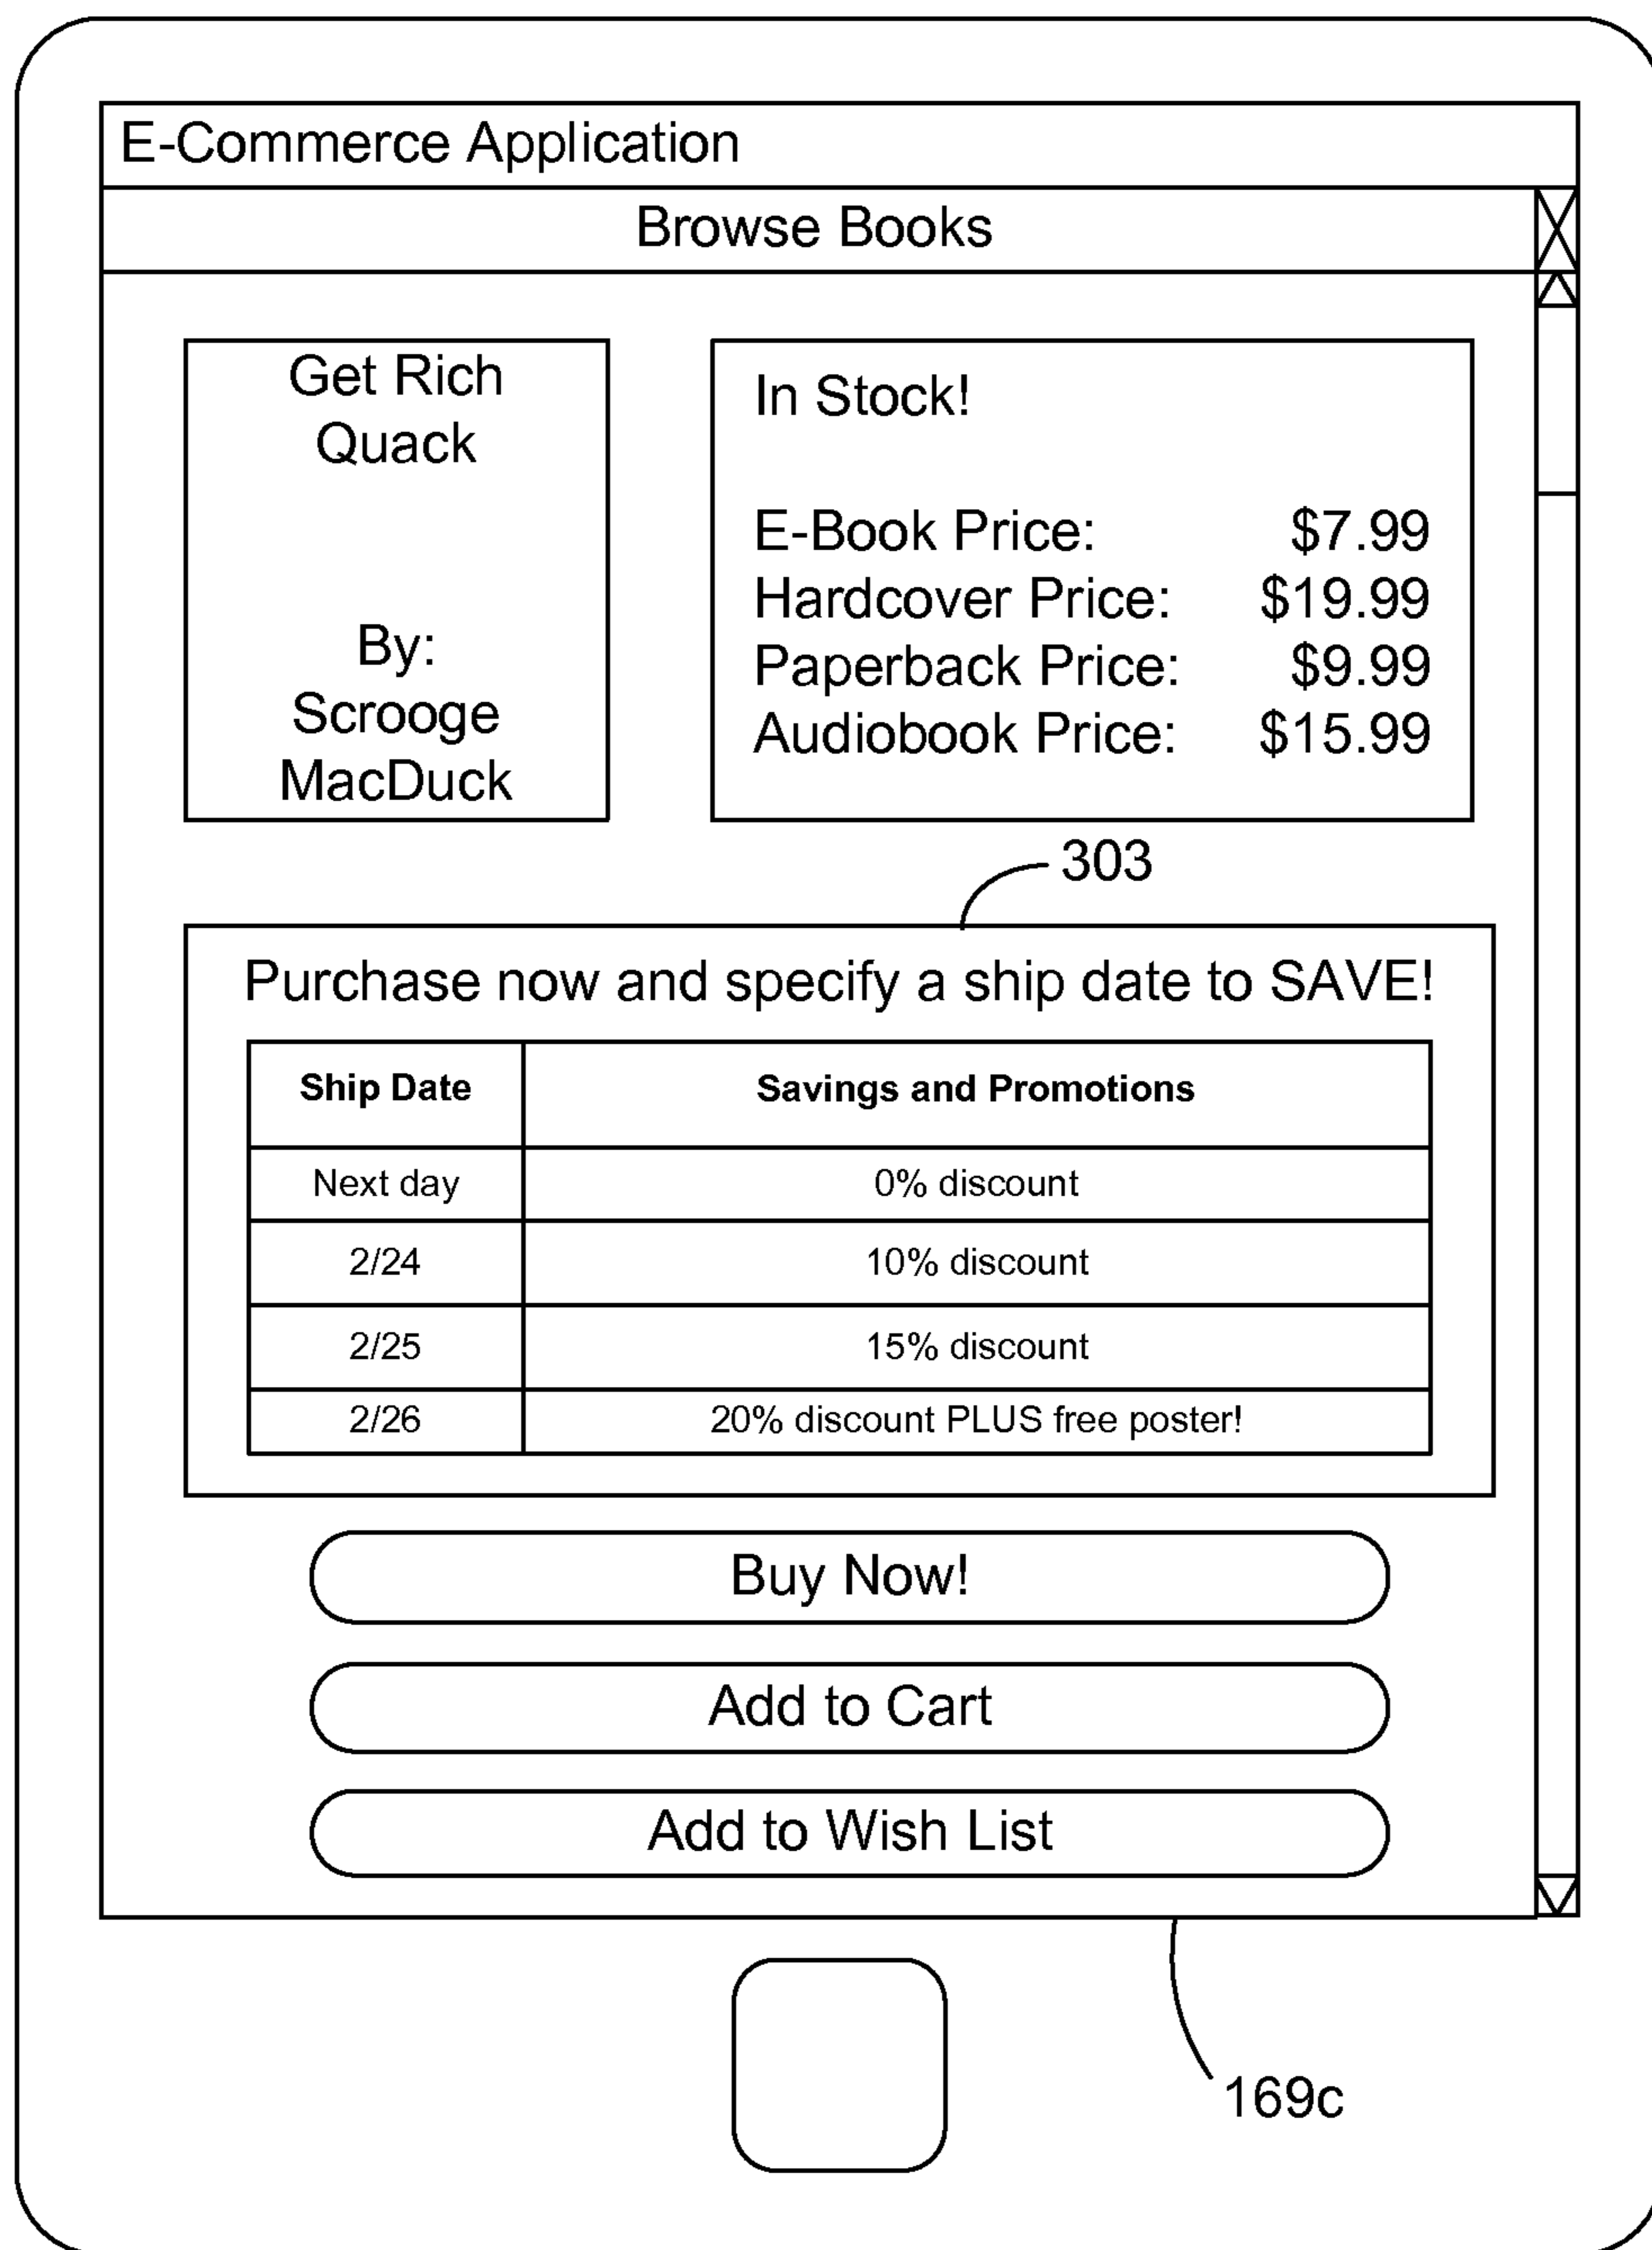 E-Commerce Application
Browse Books
Get Rich
Quack
By:
Scrooge
MacDuck
In Stock!
E-Book Price: $7.99
Hardcover Price: $19.99
Paperback Price: $9.99
Audiobook Price: $15.99
303
Purchase now and specify a ship date to SAVE!
Ship Date Savings and Promotions
Next day 0% discount
2/24 10% discount
2/25 15% discount
2/26 20% discount PLUS free poster!
Buy Now!
Add to Cart
Add to Wish List
169c